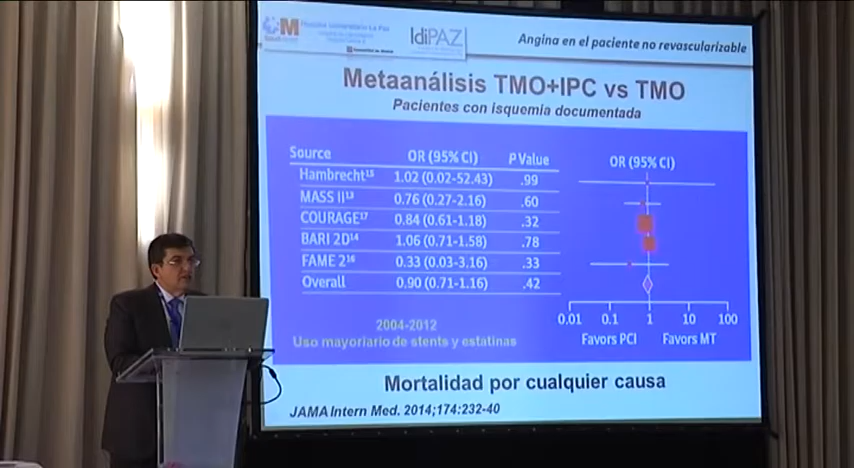 M
IdiPAZ
Angina en el paciente no revascularizable
Metaanálisis TMO+IPC vs TMO
Pacientes con isquemia documentada
Source OR (95% CI) P Value OR (95% CI)
Hambrecht¹⁵ 1.02 (0.02-52.43) .99
MASS II¹³ 0.76 (0.27-2.16) .60
COURAGE¹⁷ 0.84 (0.61-1.18) .32
BARI 2D¹⁴ 1.06 (0.71-1.58) .78
FAME 2¹⁶ 0.33 (0.03-3.16) .33
Overall 0.90 (0.71-1.16) .42
0.01 0.1 1 10 100
Favors PCI Favors MT
2004-2012
Uso mayoriario de stents y estatinas
Mortalidad por cualquier causa
JAMA Intern Med. 2014;174:232-40